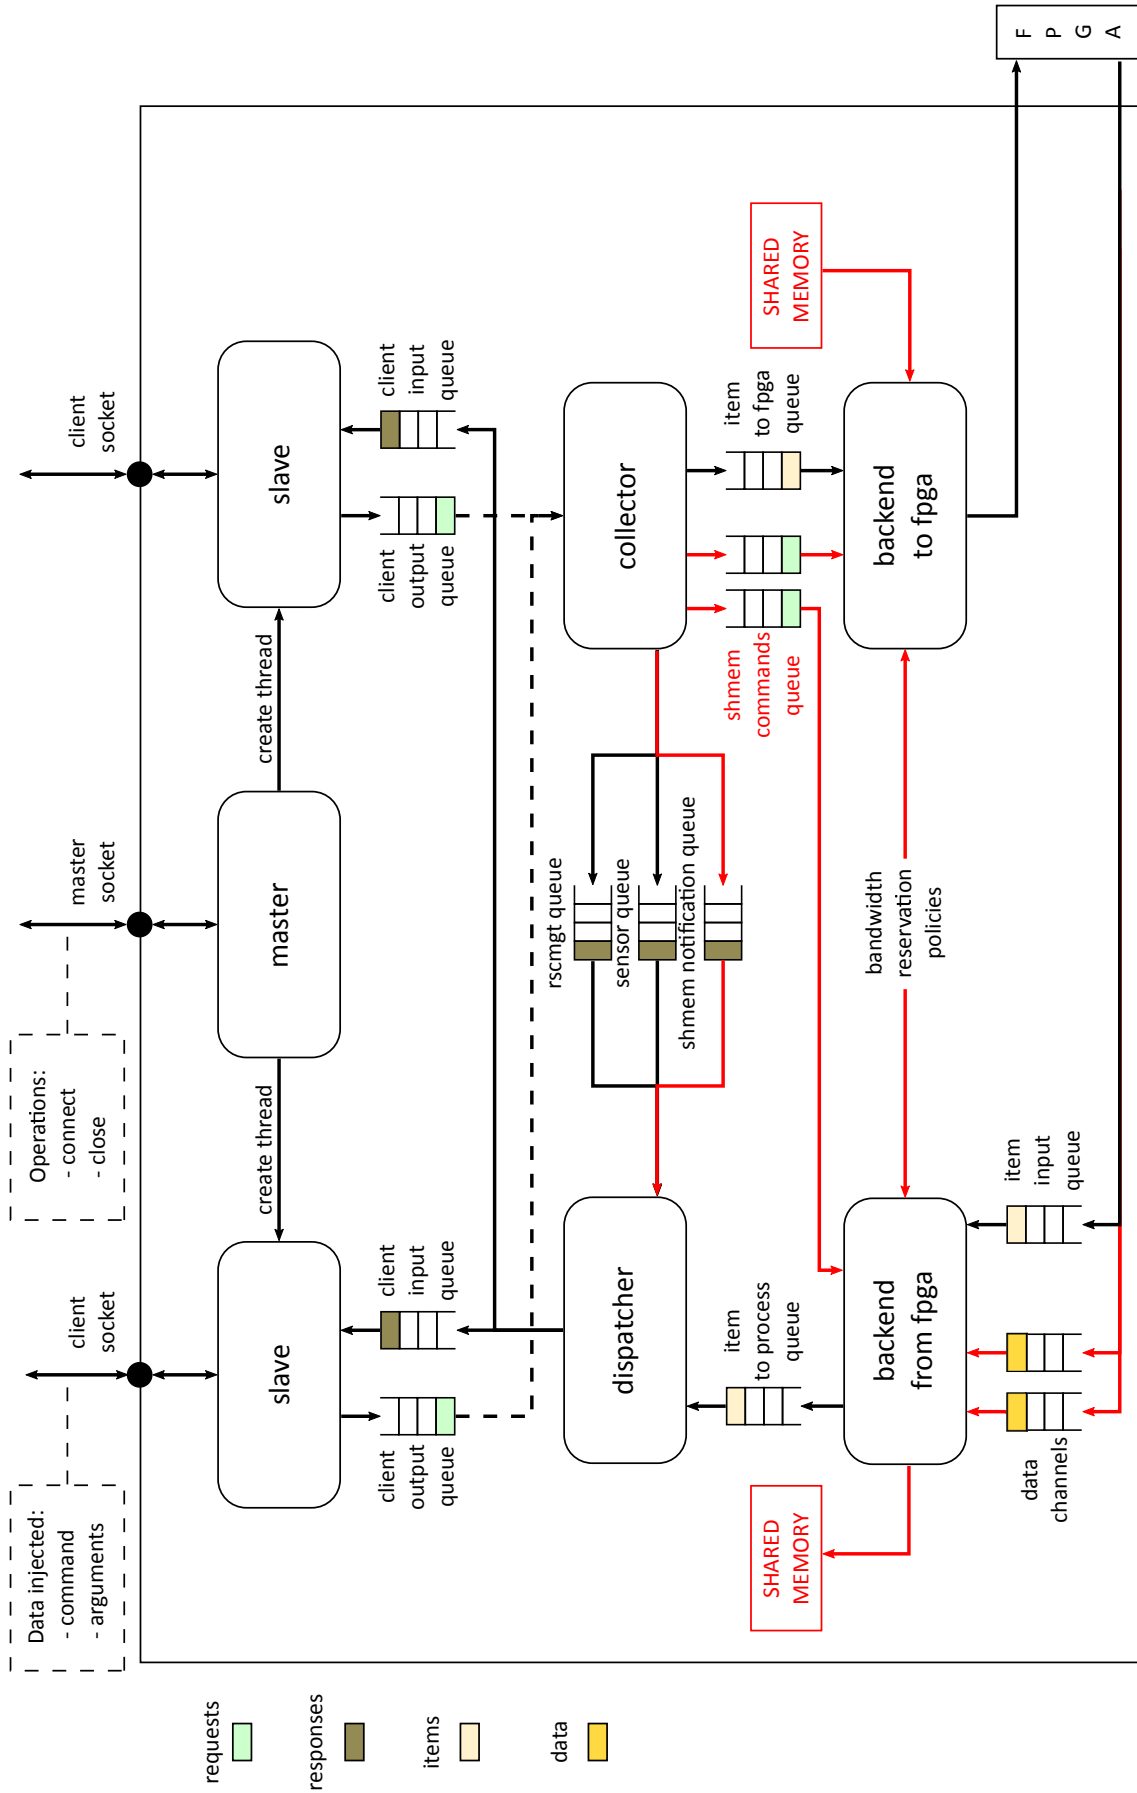 Data injected:
- command
- arguments
Operations:
- connect
- close
client
socket
master
socket
client
socket
requests
responses
items
data
slave
create thread
master
create thread
slave
client
output
queue
client
input
queue
client
output
queue
client
input
queue
dispatcher
rscmgt queue
sensor queue
shmem notification queue
collector
SHARED
MEMORY
item
to process
queue
shmem
commands
queue
item
to fpga
queue
SHARED
MEMORY
backend
from fpga
bandwidth
reservation
policies
backend
to fpga
data
channels
item
input
queue
F
P
G
A